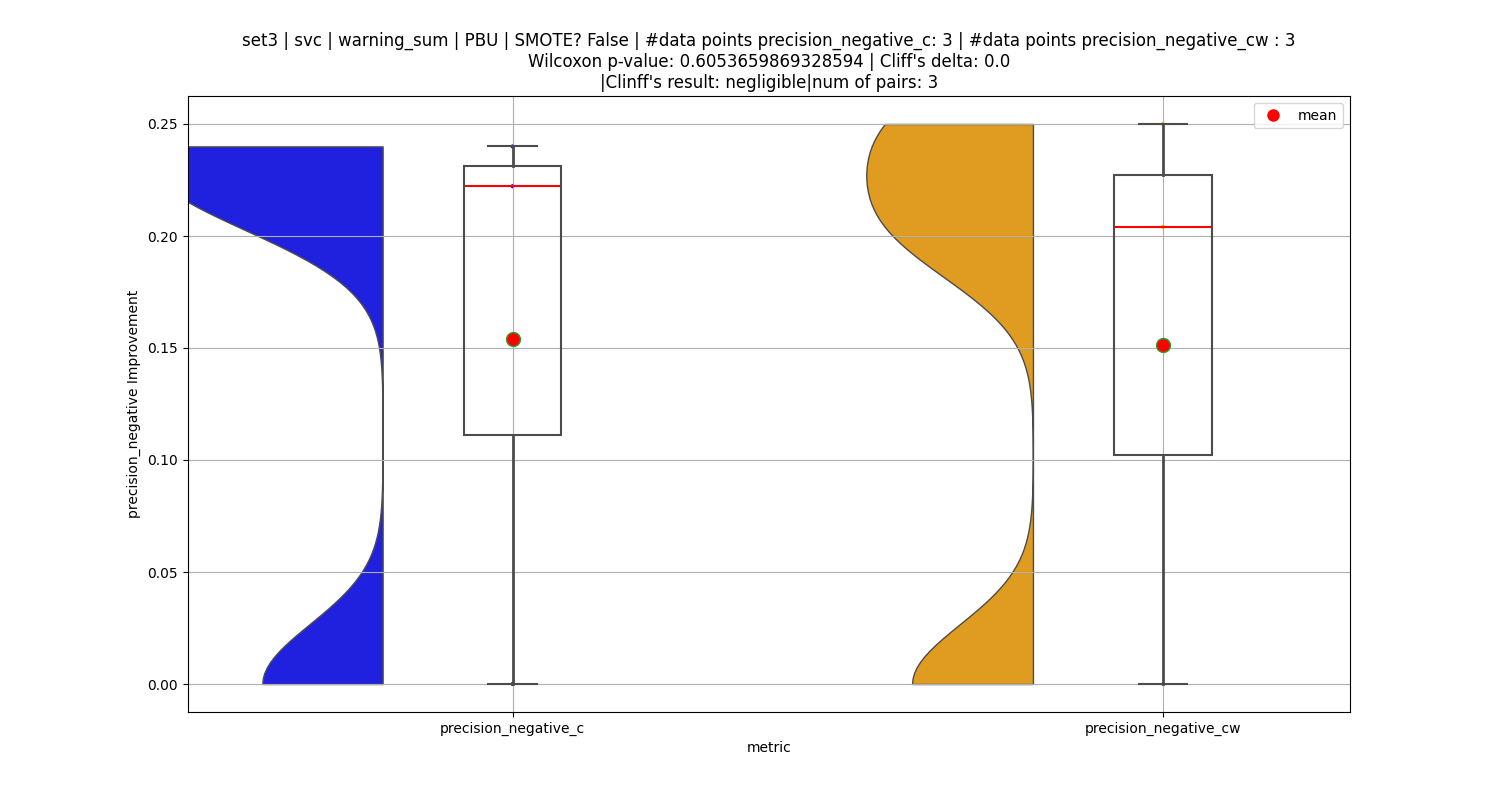 set3 | svc | warning_sum | PBU | SMOTE? False | #data points precision_negative_c: 3 | #data points precision_negative_cw : 3
Wilcoxon p-value: 0.6053659869328594 | Cliff's delta: 0.0
|Clinff's result: negligible|num of pairs: 3
mean
0.25
0.20
0.15
0.10
0.05
0.00
precision_negative Improvement
precision_negative_c
precision_negative_cw
metric